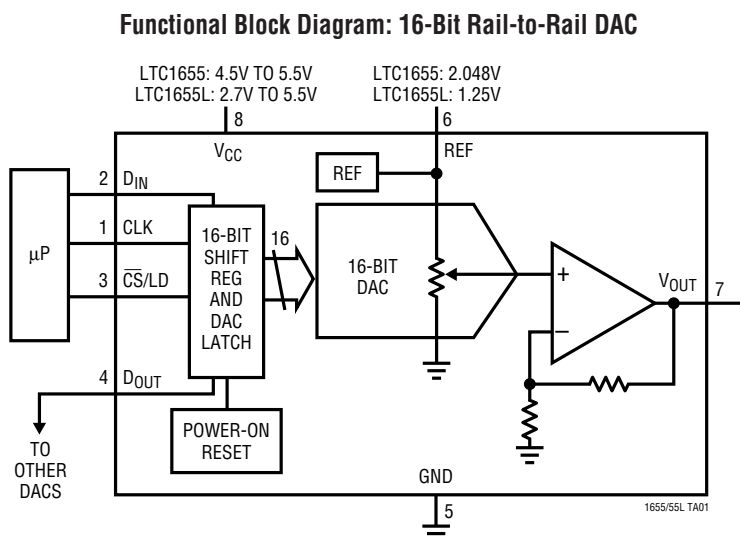 Functional Block Diagram: 16-Bit Rail-to-Rail DAC
LTC1655: 4.5V TO 5.5V
LTC1655L: 2.7V TO 5.5V
LTC1655: 2.048V
LTC1655L: 1.25V
8
6
VCC
REF
REF
2
DIN
1
CLK
3
CS/LD
µP
16-BIT
SHIFT
REG
AND
DAC
LATCH
16
16-BIT
DAC
+
−
VOUT
7
4
DOUT
TO
OTHER
DACS
POWER-ON
RESET
GND
5
1655/55L TA01